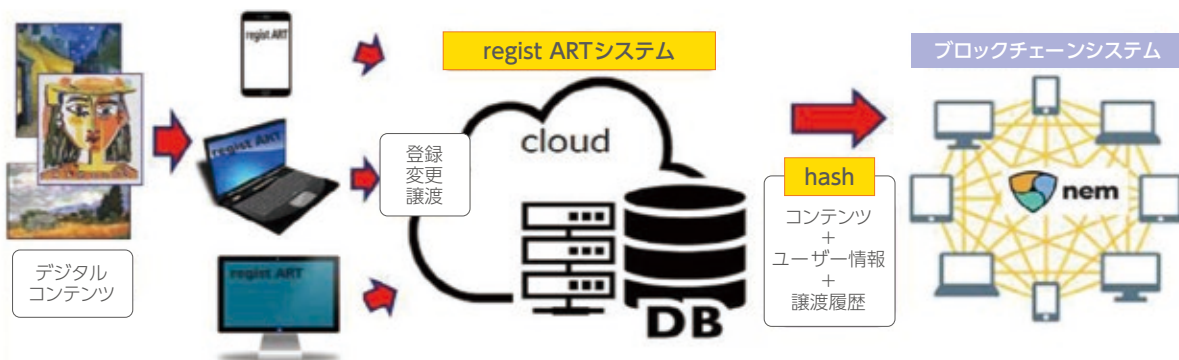 デジタル
コンテンツ
regist ART
regist ART
regist ART
regist ARTシステム
登録
変更
譲渡
cloud
DB
hash
コンテンツ
+
ユーザー情報
+
譲渡履歴
ブロックチェーンシステム
nem